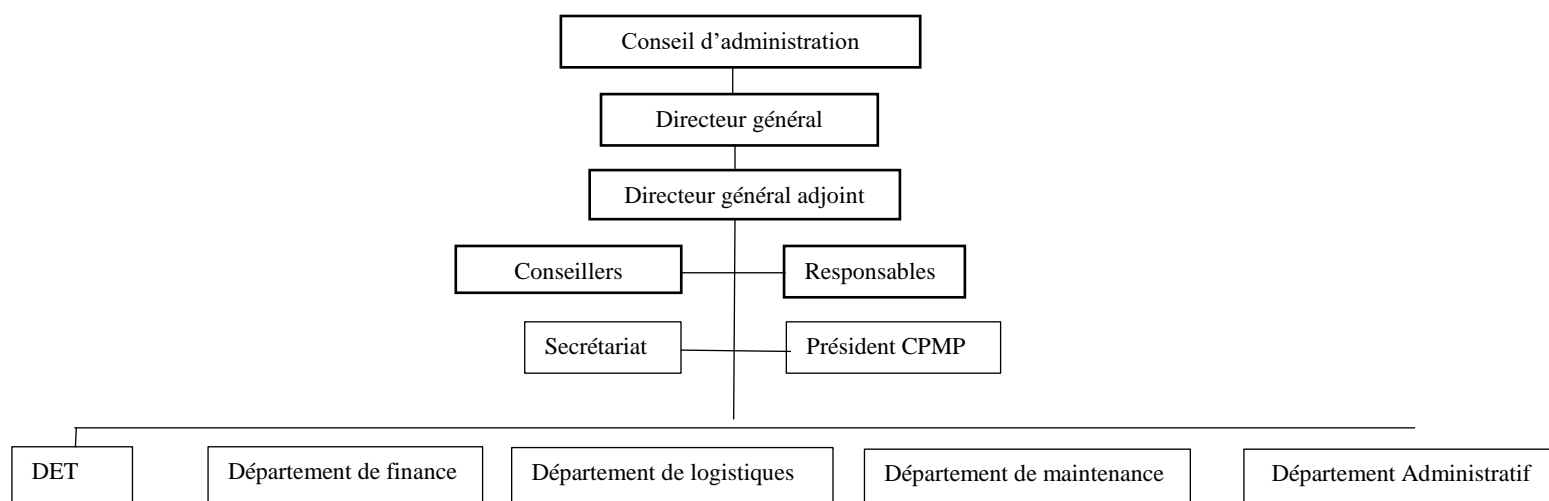 Conseil d’administration
Directeur général
Directeur général adjoint
Conseillers
Responsables
Secrétariat
Président CPMP
DET
Département de finance
Département de logistiques
Département de maintenance
Département Administratif